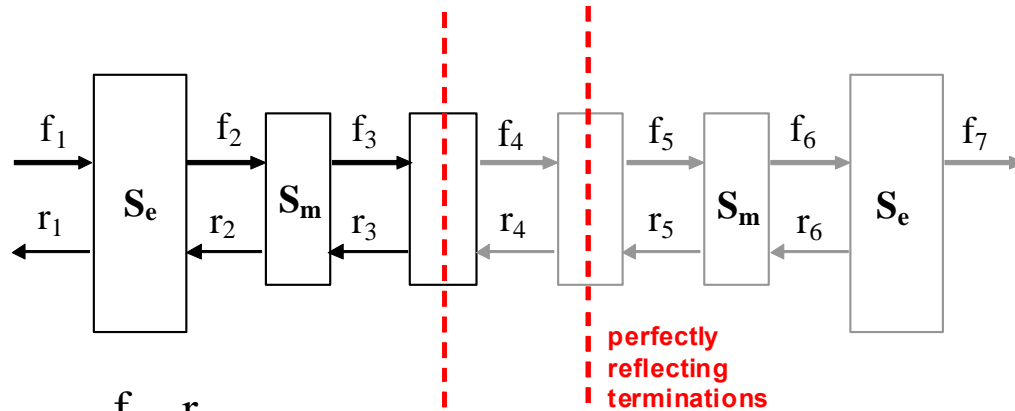 f₁ f₂ f₃ f₄ f₅ f₆ f₇
Sₑ Sₘ Sₘ Sₑ
r₁ r₂ r₃ r₄ r₅ r₆
perfectly
reflecting
terminations
f r